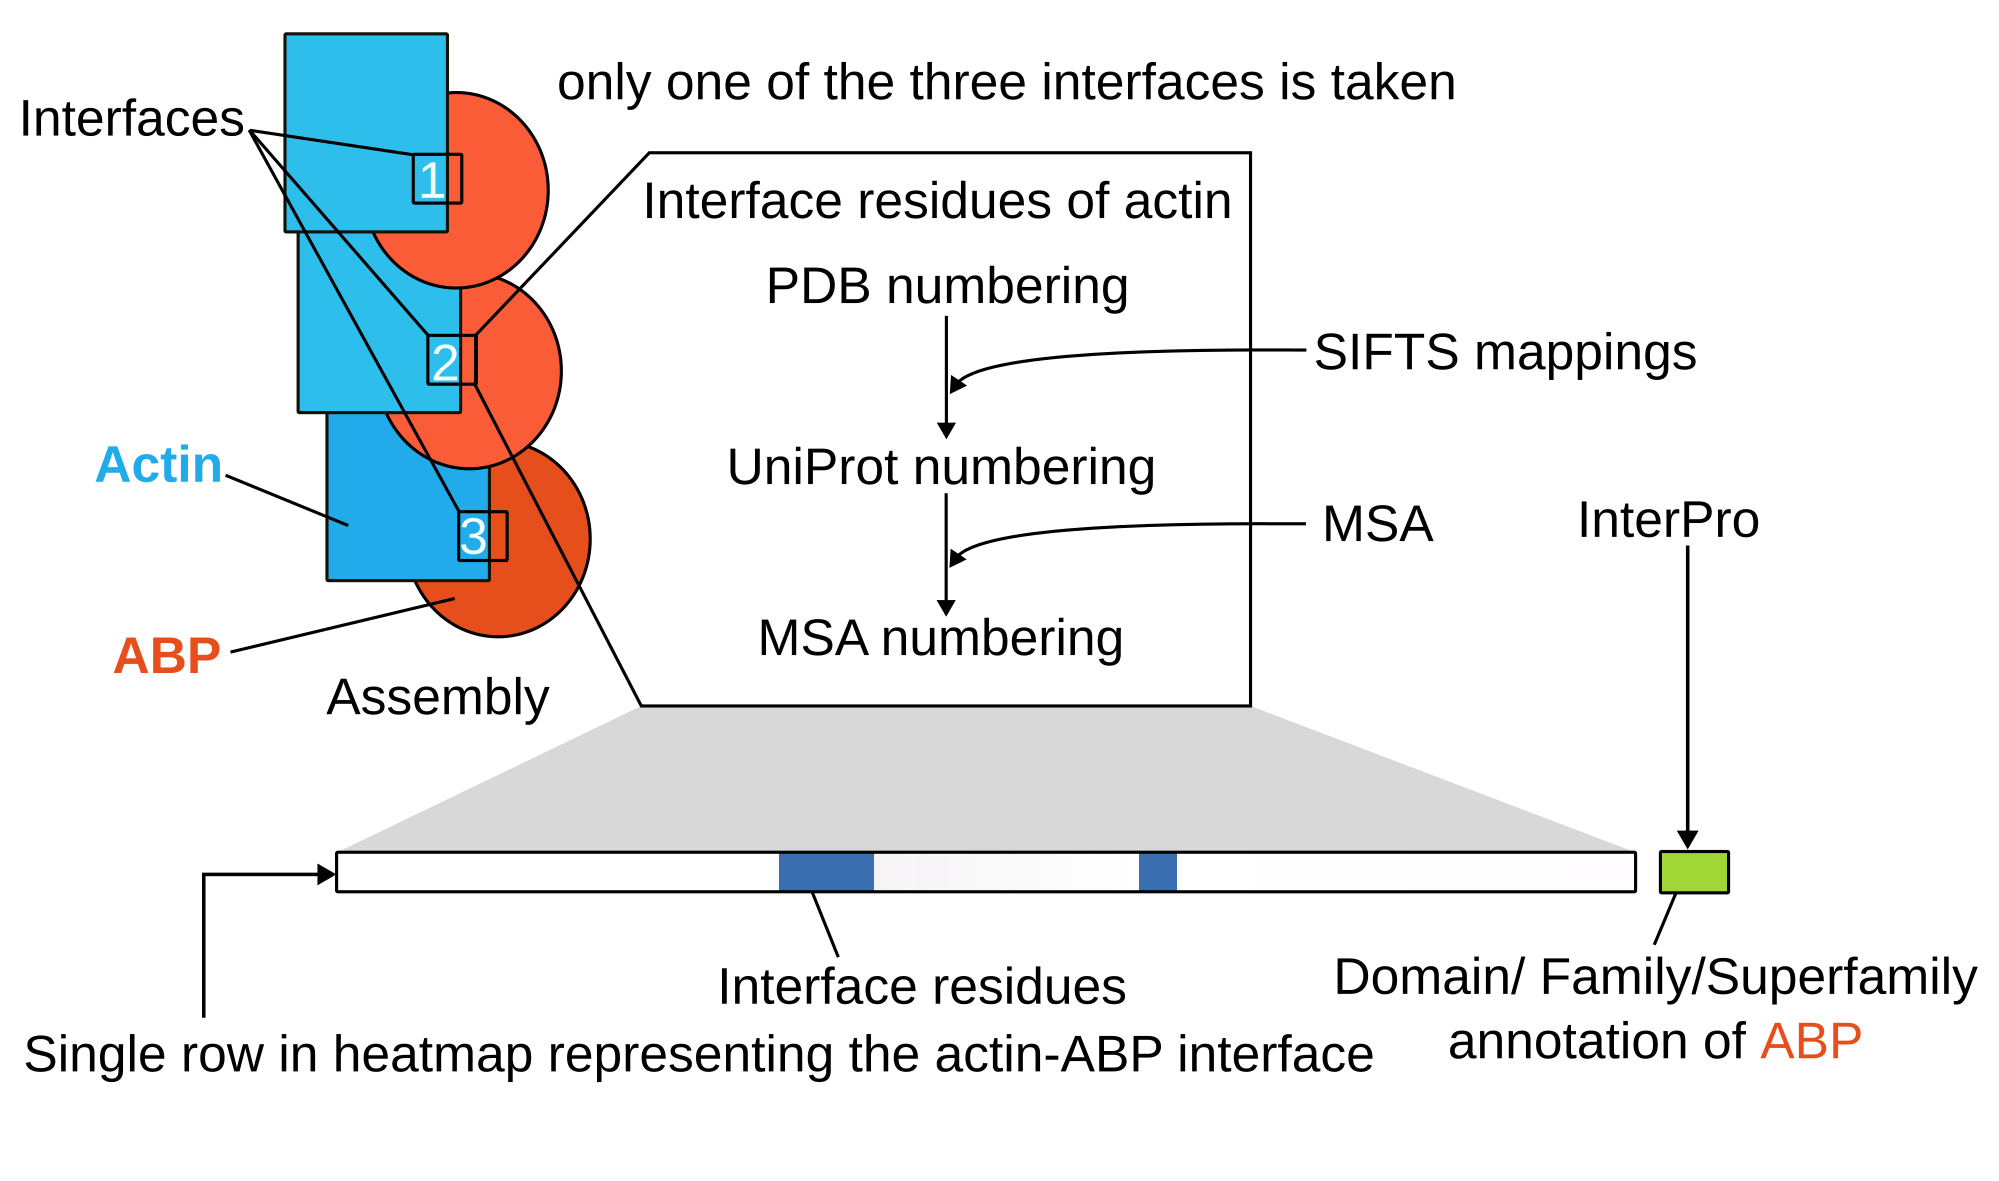 only one of the three interfaces is taken
Interfaces
1
Interface residues of actin
PDB numbering
SIFTS mappings
2
Actin
UniProt numbering
MSA
InterPro
3
ABP
MSA numbering
Assembly
Interface residues
Domain/ Family/Superfamily
annotation of ABP
Single row in heatmap representing the actin-ABP interface